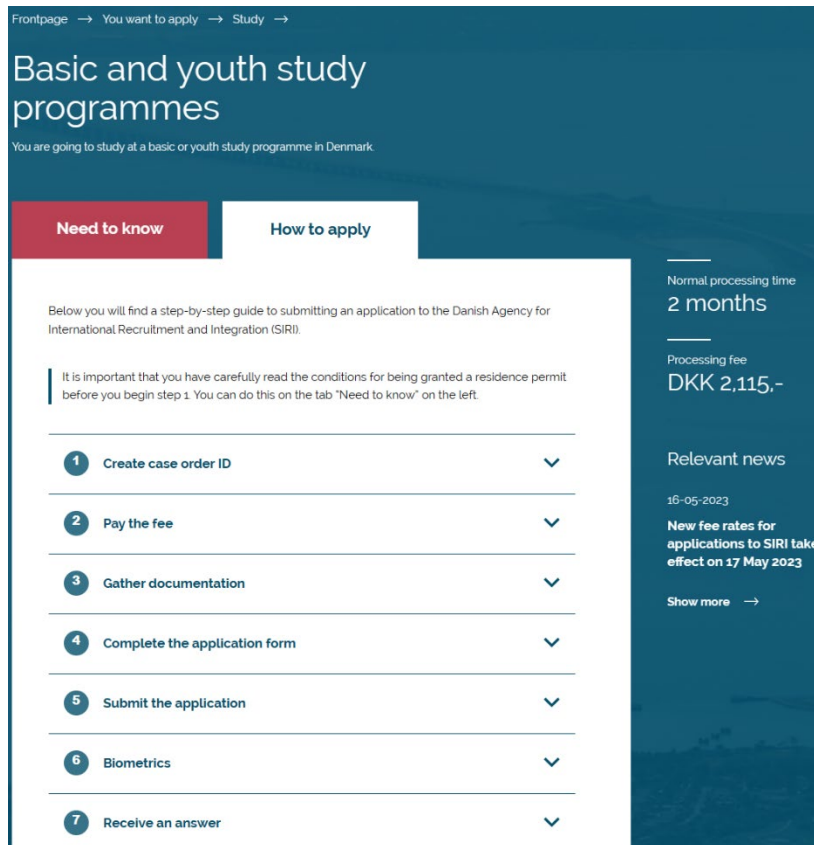 Frontpage → You want to apply → Study →
Basic and youth study
programmes
You are going to study at a basic or youth study programme in Denmark.
Need to know
How to apply
Below you will find a step-by-step guide to submitting an application to the Danish Agency for
International Recruitment and Integration (SIRI).
It is important that you have carefully read the conditions for being granted a residence permit
before you begin step 1. You can do this on the tab "Need to know" on the left.
1 Create case order ID
2 Pay the fee
3 Gather documentation
4 Complete the application form
5 Submit the application
6 Biometrics
7 Receive an answer
Normal processing time
2 months
Processing fee
DKK 2,115,-
Relevant news
16-05-2023
New fee rates for
applications to SIRI take
effect on 17 May 2023
Show more →